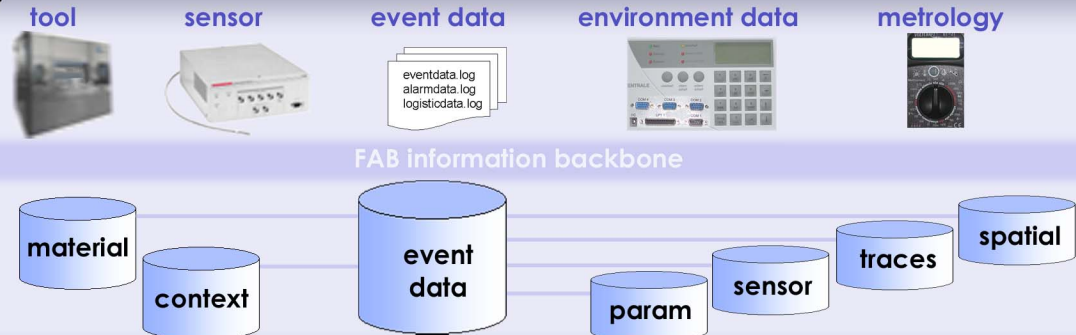 tool
sensor
event data
environment data
metrology
eventdata.log
alarmdata.log
logisticdata.log
ENTRALE
FAB information backbone
material
context
event
data
param
sensor
traces
spatial